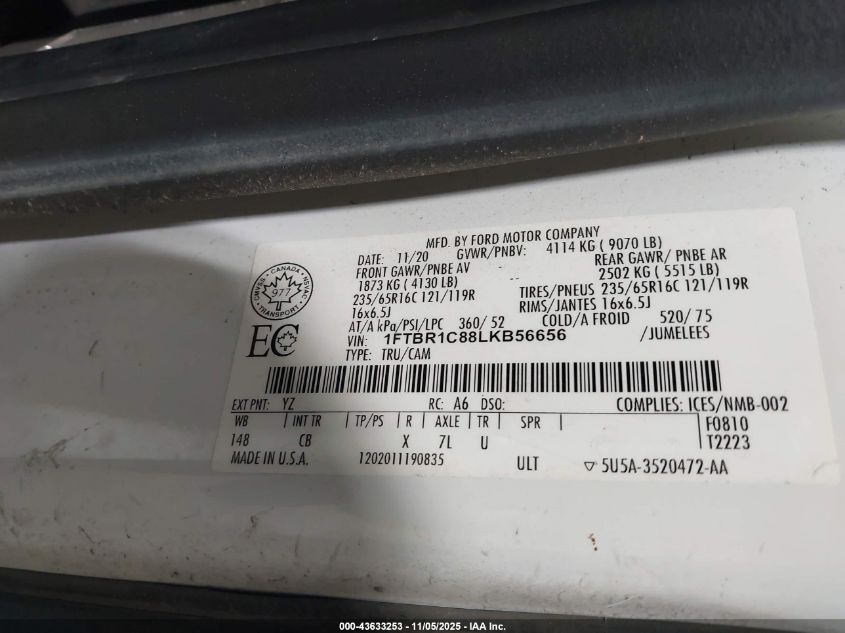 MFD. BY FORD MOTOR COMPANY
DATE: 11/20 GVWR/PNBV: 4114 KG ( 9070 LB)
FRONT GAWR/PNBE AV REAR GAWR/ PNBE AR
1873 KG ( 4130 LB) 2502 KG ( 5515 LB)
235/65R16C 121/119R TIRES/PNEUS 235/65R16C 121/119R
16x6.5J RIMS/JANTES 16x6.5J
AT/A kPa/PSI/LPC 360/ 52 COLD/A FROID 520/ 75
VIN: 1FTBR1C88LKB56656 /JUMELEES
TYPE: TRU/CAM
CANADA
CMVSS NSVAC
977
TRANSPORT
EC
EXT PNT: YZ RC: A6 DSO: COMPLIES: ICES/NMB-002
WB | INT TR | TP/PS | R | AXLE | TR | SPR | | F0810
148 CB X 7L U T2223
MADE IN U.S.A. 1202011190835 ULT 5U5A-3520472-AA
000-43633253 - 11/05/2025 - IAA Inc.